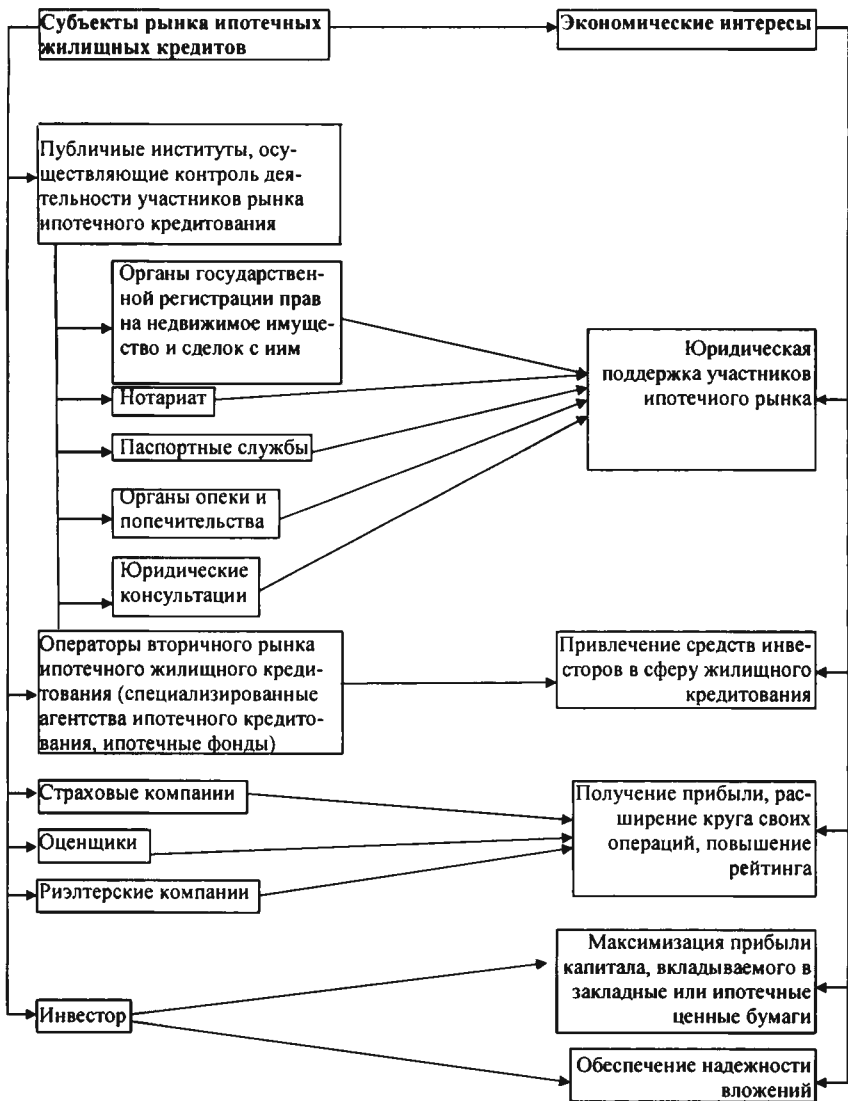 Субъекты рынка ипотечных
жилищных кредитов
Экономические интересы
Публичные институты, осу-
ществляющие контроль дея-
тельности участников рынка
ипотечного кредитования
Органы государствен-
ной регистрации прав
на недвижимое имуще-
ство и сделок с ним
Нотариат
Паспортные службы
Органы опеки и
попечительства
Юридические
консультации
Юридическая
поддержка участников
ипотечного рынка
Операторы вторичного рынка
ипотечного жилищного креди-
тования (специализированные
агентства ипотечного кредито-
вания, ипотечные фонды)
Привлечение средств инве-
сторов в сферу жилищного
кредитования
Страховые компании
Оценщики
Риэлтерские компании
Получение прибыли, рас-
ширение круга своих
операций, повышение
рейтинга
Инвестор
Максимизация прибыли
капитала, вкладываемого в
закладные или ипотечные
ценные бумаги
Обеспечение надежности
вложений